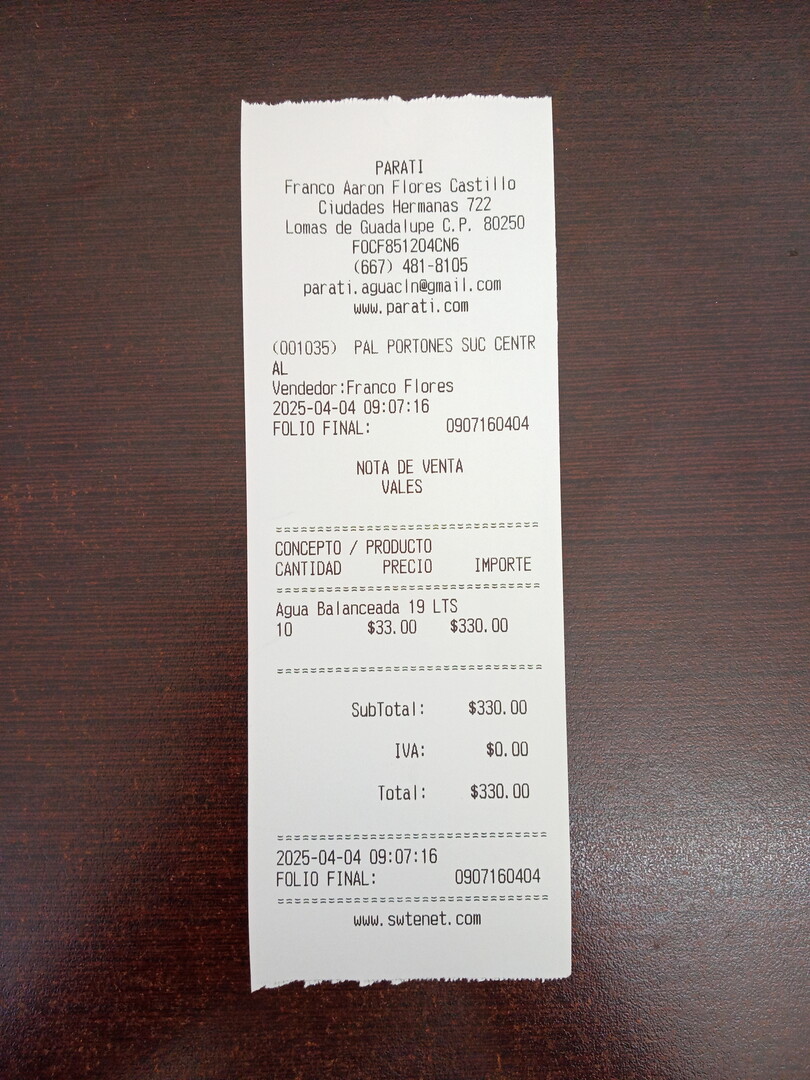 PARATI
Franco Aaron Flores Castillo
Ciudades Hermanas 722
Lomas de Guadalupe C.P. 80250
FOCF851204CN6
(667) 481-8105
parati.aguacln@gmail.com
www.parati.com
(001035) PAL PORTONES SUC CENTR
AL
Vendedor:Franco Flores
2025-04-04 09:07:16
FOLIO FINAL: 0907160404
NOTA DE VENTA
VALES
================================
CONCEPTO / PRODUCTO
CANTIDAD PRECIO IMPORTE
================================
Agua Balanceada 19 LTS
10 $33.00 $330.00
================================
SubTotal: $330.00
IVA: $0.00
Total: $330.00
================================
2025-04-04 09:07:16
FOLIO FINAL: 0907160404
================================
www.swtenet.com